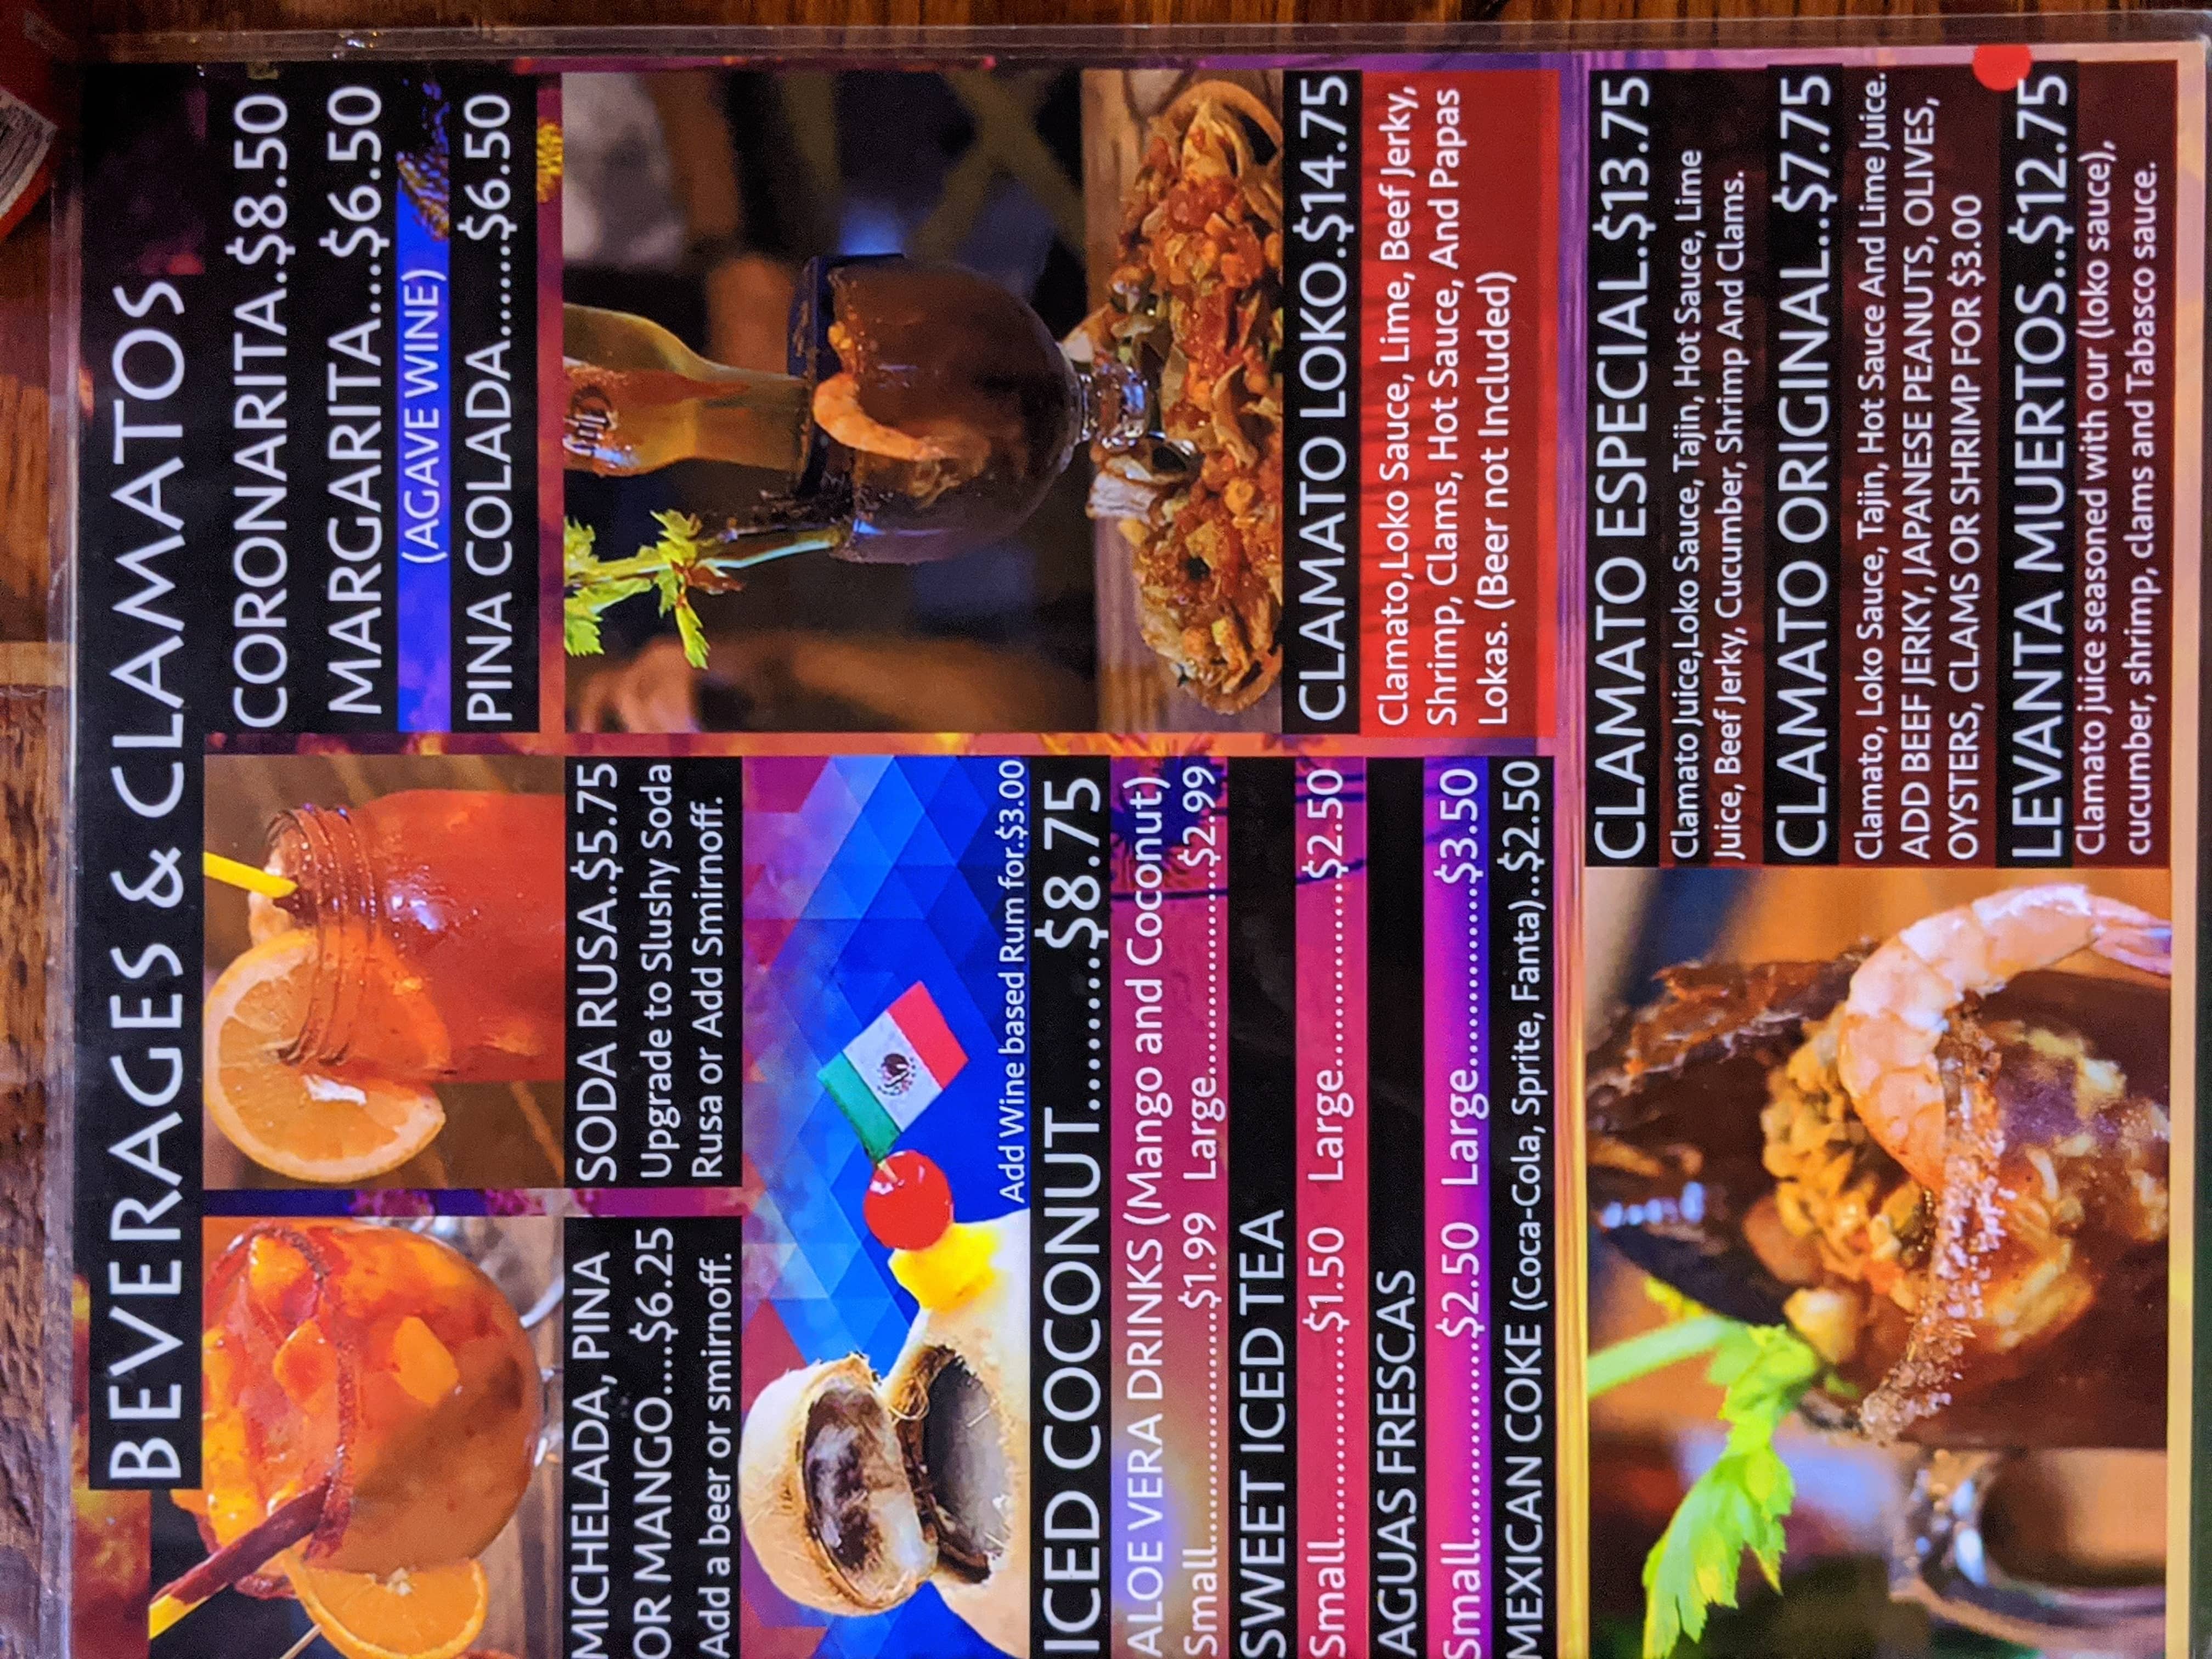 BEVERAGES & CLAMATOS
MICHELADA, PINA
OR MANGO.....$6.25
Add a beer or smirnoff.
SODA RUSA.$5.75
Upgrade to Slushy Soda
Rusa or Add Smirnoff.
CORONARITA.$8.50
MARGARITA....$6.50
(AGAVE WINE)
PINA COLADA.......$6.50
Add Wine based Rum for.$3.00
ICED COCONUT........$8.75
ALOE VERA DRINKS (Mango and Coconut)
Small.....................$1.99 Large.....................$2.99
SWEET ICED TEA
Small.....................$1.50 Large.....................$2.50
AGUAS FRESCAS
Small.....................$2.50 Large.....................$3.50
MEXICAN COKE (Coca-Cola, Sprite, Fanta)..$2.50
CLAMATO LOKO.$14.75
Clamato,Loko Sauce, Lime, Beef Jerky,
Shrimp, Clams, Hot Sauce, And Papas
Lokas. (Beer not Included)
CLAMATO ESPECIAL.$13.75
Clamato Juice,Loko Sauce, Tajin, Hot Sauce, Lime
Juice, Beef Jerky, Cucumber, Shrimp And Clams.
CLAMATO ORIGINAL..$7.75
Clamato, Loko Sauce, Tajin, Hot Sauce And Lime Juice.
ADD BEEF JERKY, JAPANESE PEANUTS, OLIVES,
OYSTERS, CLAMS OR SHRIMP FOR $3.00
LEVANTA MUERTOS..$12.75
Clamato juice seasoned with our (loko sauce),
cucumber, shrimp, clams and Tabasco sauce.